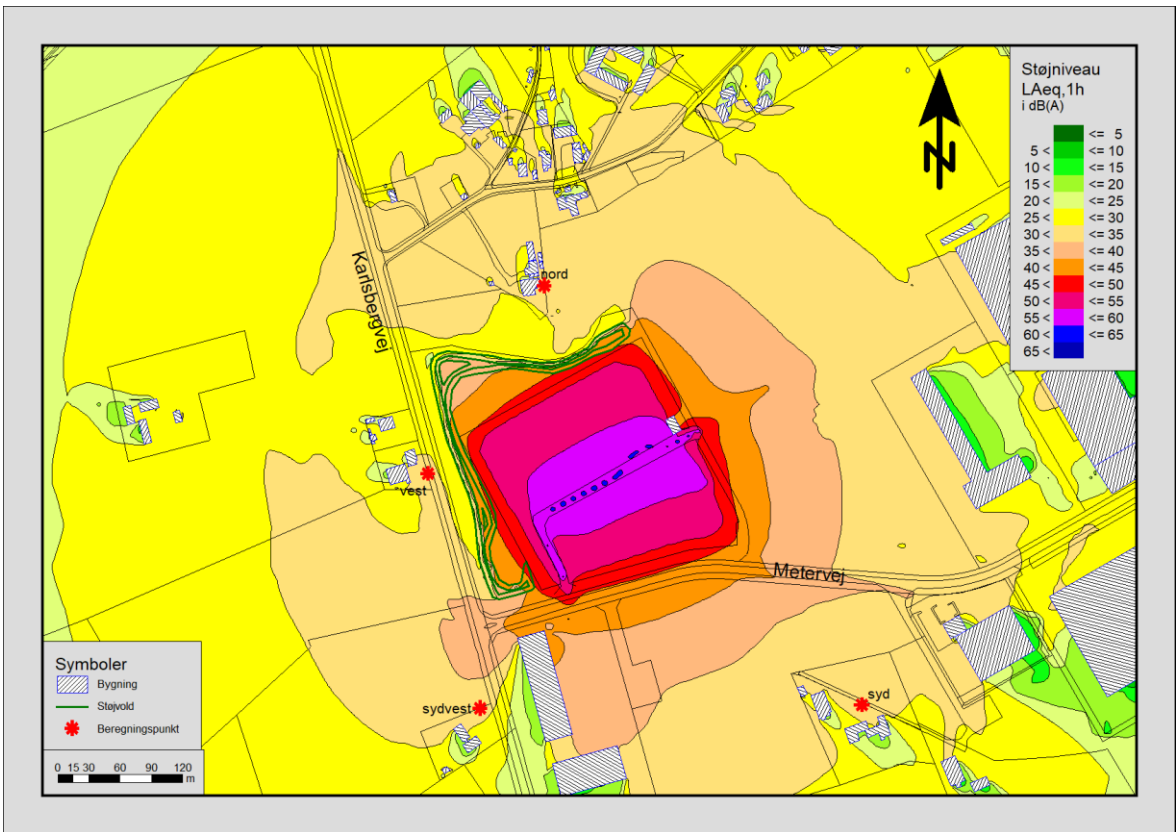 Støjniveau
LAeq,1h
i dB(A)
<= 5
5 < <= 10
10 < <= 15
15 < <= 20
20 < <= 25
25 < <= 30
30 < <= 35
35 < <= 40
40 < <= 45
45 < <= 50
50 < <= 55
55 < <= 60
60 < <= 65
65 <
N
Karlsbergvej
nord
vest
Metervej
sydvest
syd
Symboler
Bygning
Støjvold
Beregningspunkt
0 15 30 60 90 120
m